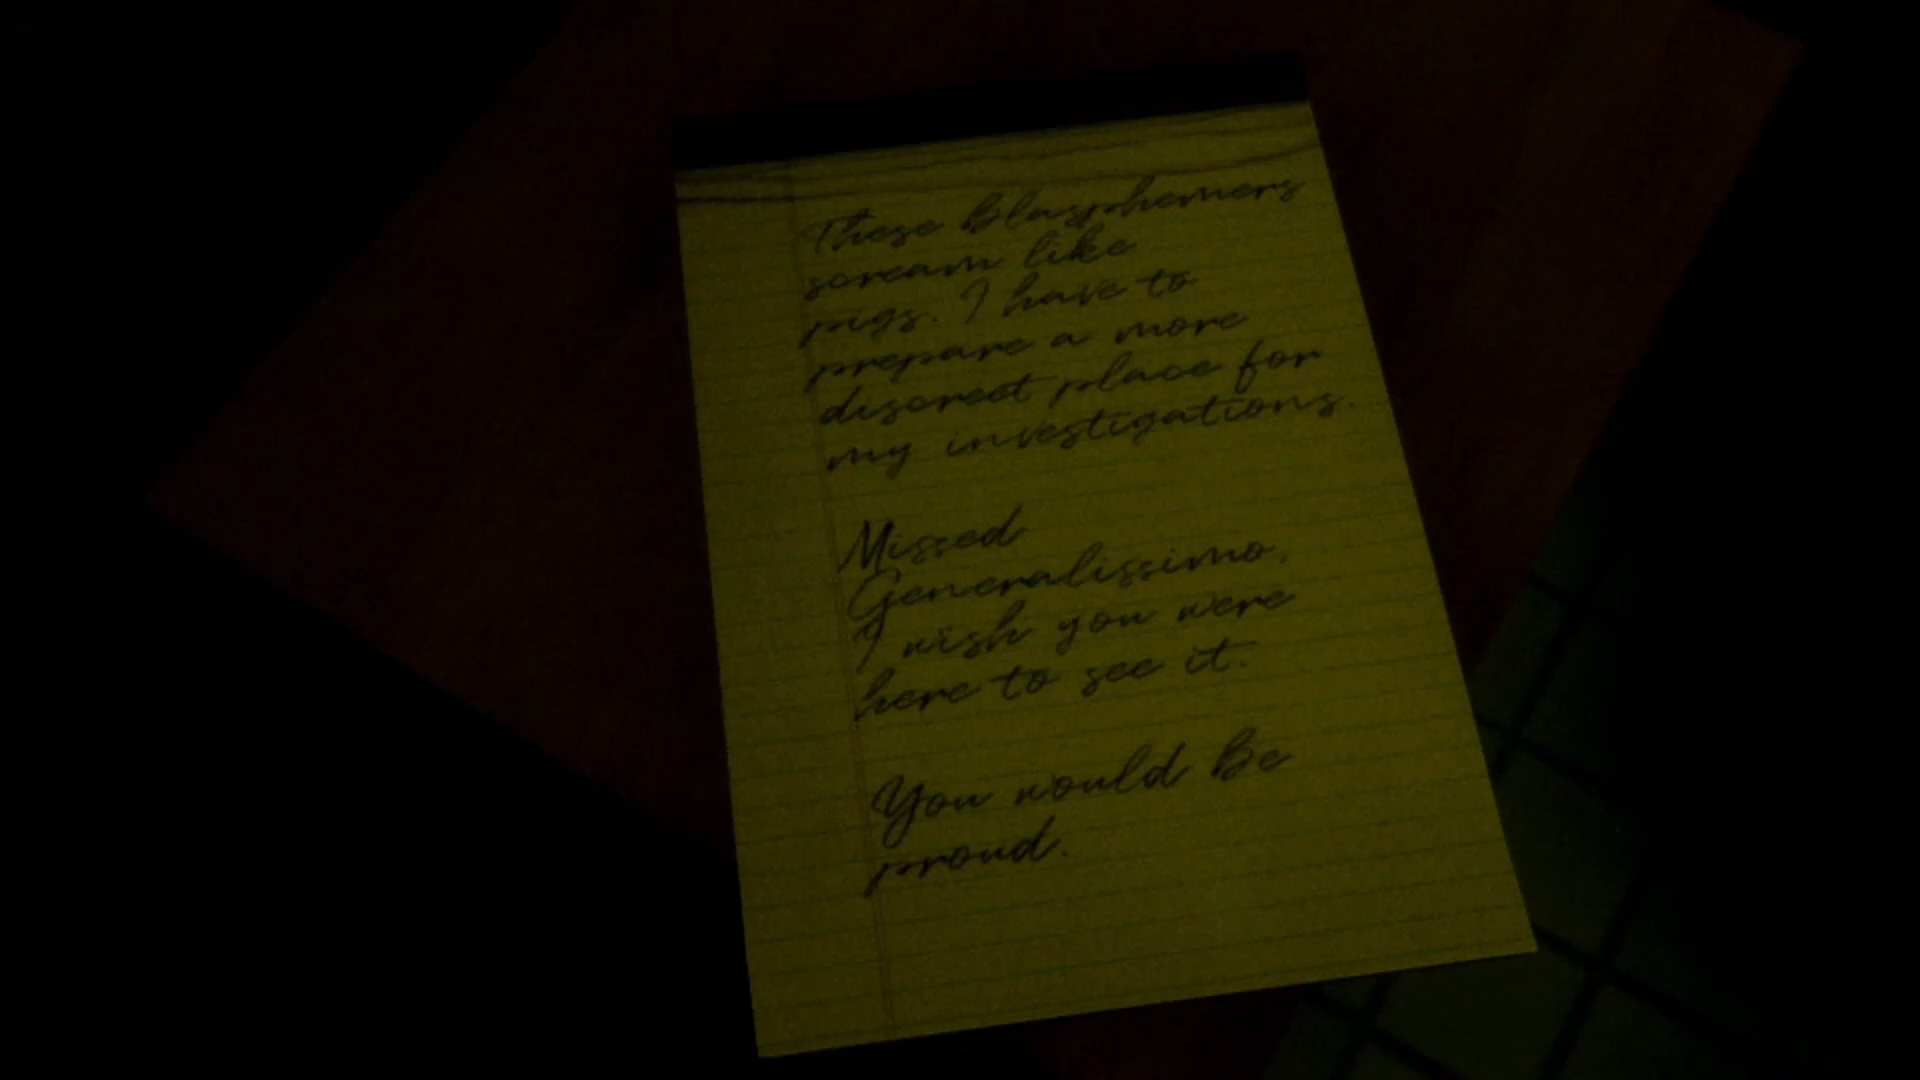 These Blasphemers
scream like
pigs. I have to
prepare a more
discreet place for
my investigations.
Missed
Generalissimo,
I wish you were
here to see it.
You would Be
proud.